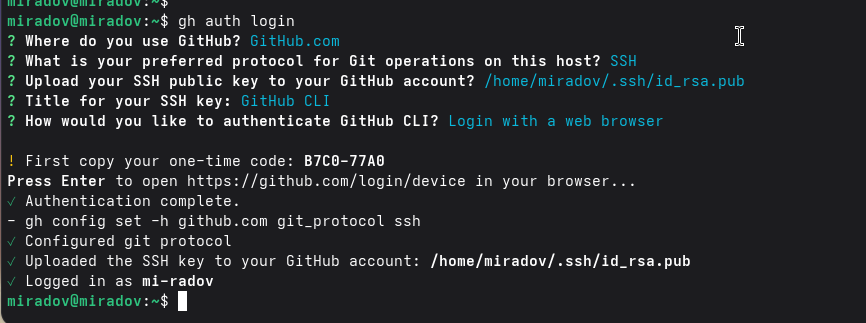 miradov@miradov:~$
miradov@miradov:~$ gh auth login
? Where do you use GitHub? GitHub.com
? What is your preferred protocol for Git operations on this host? SSH
? Upload your SSH public key to your GitHub account? /home/miradov/.ssh/id_rsa.pub
? Title for your SSH key: GitHub CLI
? How would you like to authenticate GitHub CLI? Login with a web browser
! First copy your one-time code: B7C0-77A0
Press Enter to open https://github.com/login/device in your browser...
✓ Authentication complete.
- gh config set -h github.com git_protocol ssh
✓ Configured git protocol
✓ Uploaded the SSH key to your GitHub account: /home/miradov/.ssh/id_rsa.pub
✓ Logged in as mi-radov
miradov@miradov:~$